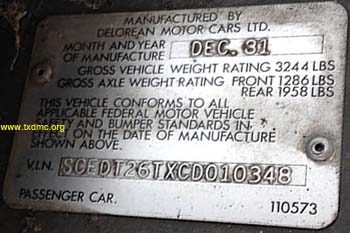 MANUFACTURED BY
DELOREAN MOTOR CARS LTD.
MONTH AND YEAR
OF MANUFACTURE DEC. 31
GROSS VEHICLE WEIGHT RATING 3244 LBS
GROSS AXLE WEIGHT RATING FRONT 1286 LBS
REAR 1958 LBS
THIS VEHICLE CONFORMS TO ALL
APPLICABLE FEDERAL MOTOR VEHICLE
SAFETY AND BUMPER STANDARDS IN
EFFECT ON THE DATE OF MANUFACTURE
SHOWN ABOVE.
V.I.N. SCEDT26TXCD010348
PASSENGER CAR. 110573
www.txdmc.org